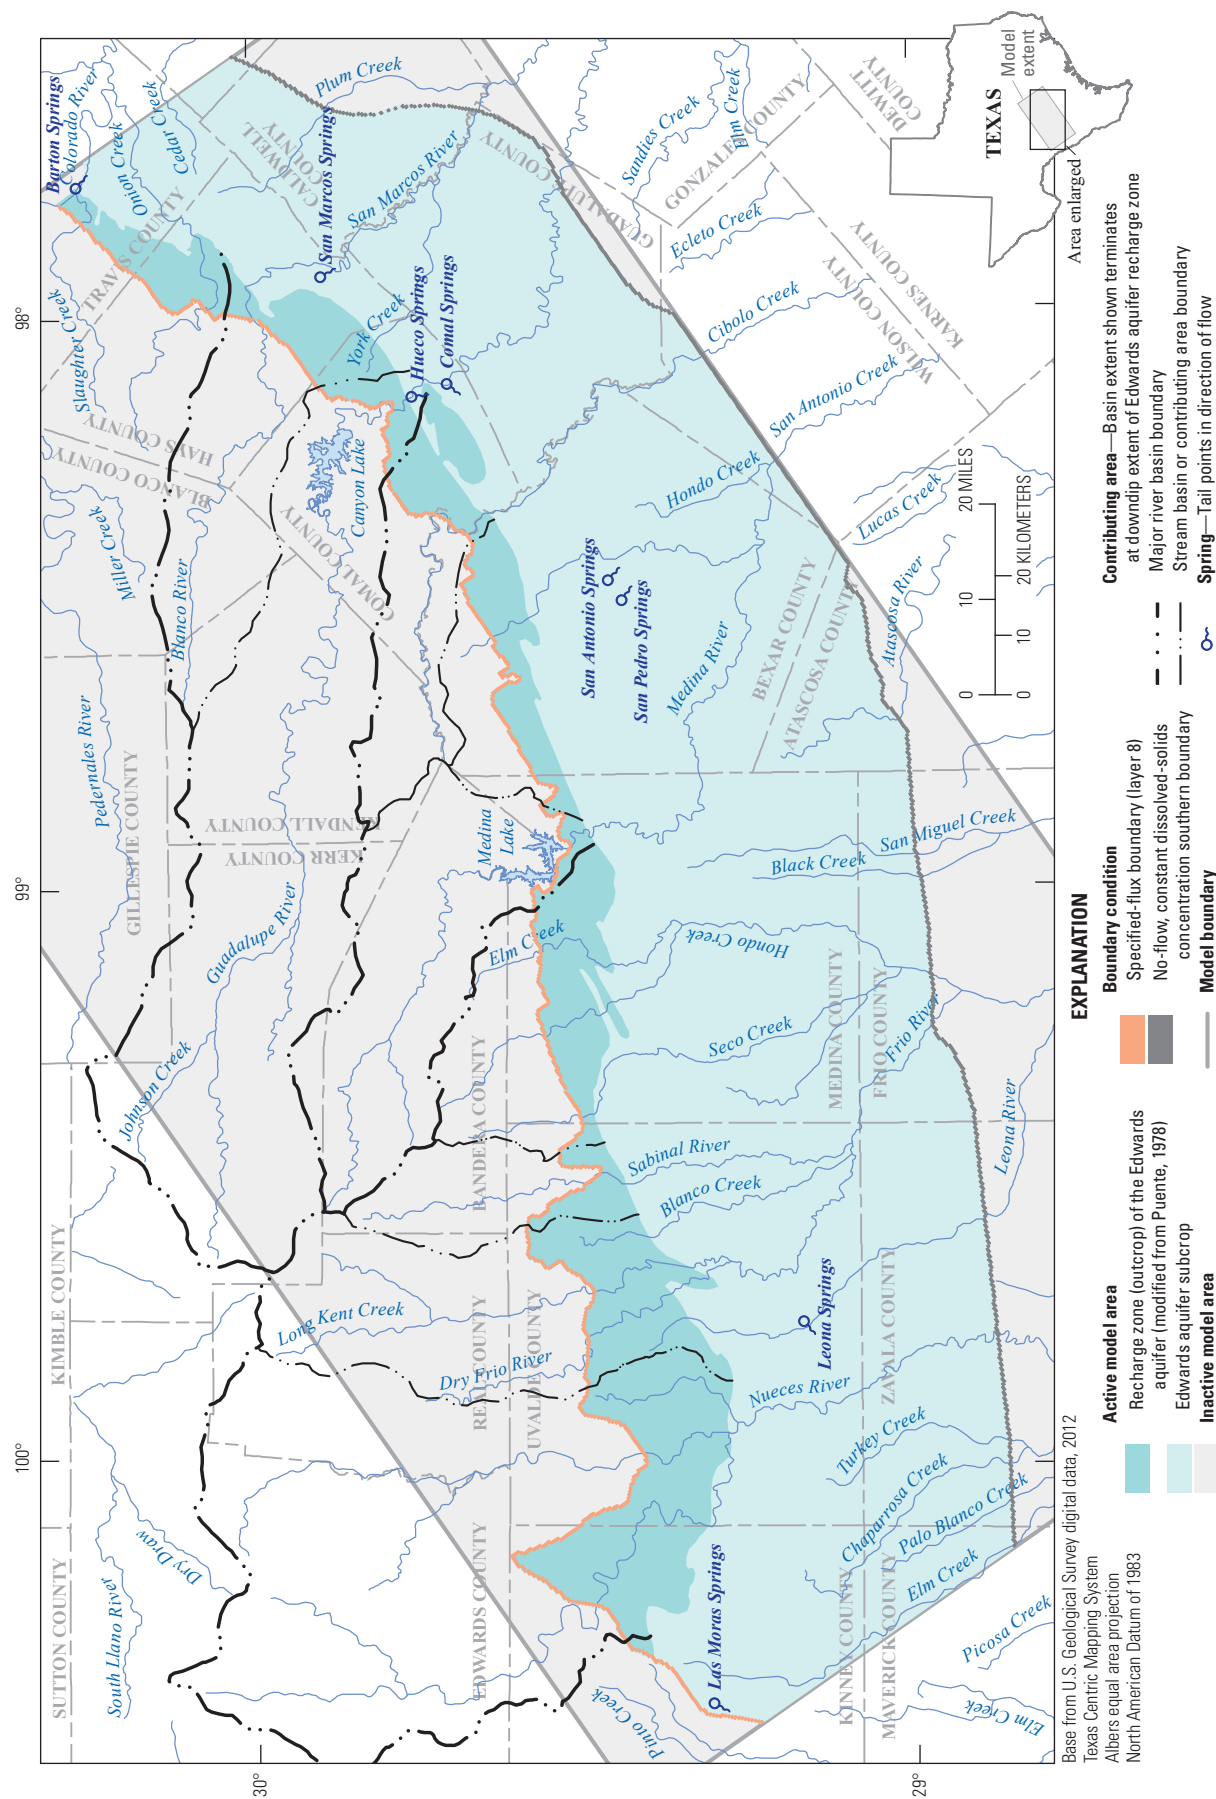 SUTTON COUNTY
KIMBLE COUNTY
GILLESPIE COUNTY
BLANCO COUNTY
HAYS COUNTY
TRAVIS COUNTY
CALDWELL
COUNTY
GUADALUPE COUNTY
GONZALES COUNTY
DEWITT
COUNTY
KARNES COUNTY
WILSON COUNTY
COMAL COUNTY
KENDALL COUNTY
KERR COUNTY
BANDERA COUNTY
REAL COUNTY
EDWARDS COUNTY
UVALDE COUNTY
MEDINA COUNTY
BEXAR COUNTY
ATASCOSA COUNTY
FRIO COUNTY
ZAVALA COUNTY
KINNEY COUNTY
MAVERICK COUNTY
South Llano River
Dry Draw
Johnson Creek
Pedernales River
Miller Creek
Blanco River
Slaughter Creek
Onion Creek
Colorado River
Cedar Creek
Plum Creek
San Marcos River
York Creek
Guadalupe River
Canyon Lake
Medina
Lake
Long Kent Creek
Dry Frio River
Elm Creek
Hondo Creek
Seco Creek
Sabinal River
Blanco Creek
Nueces River
Turkey Creek
Chaparrosa Creek
Palo Blanco Creek
Elm Creek
Picosa Creek
Elm Creek
Pinto Creek
Leona River
Frio River
San Miguel Creek
Black Creek
Medina River
Atascosa River
Lucas Creek
Hondo Creek
San Antonio Creek
Cibolo Creek
Ecleto Creek
Sandies Creek
Elm Creek
Barton Springs
San Marcos Springs
Hueco Springs
Comal Springs
San Antonio Springs
San Pedro Springs
Leona Springs
Las Moras Springs
100°
99°
98°
30°
29°
0 10 20 MILES
0 10 20 KILOMETERS
TEXAS
Model
extent
Area enlarged
Base from U.S. Geological Survey digital data, 2012
Texas Centric Mapping System
Albers equal area projection
North American Datum of 1983
EXPLANATION
Active model area
Recharge zone (outcrop) of the Edwards
aquifer (modified from Puente, 1978)
Edwards aquifer subcrop
Inactive model area
Boundary condition
Specified-flux boundary (layer 8)
No-flow, constant dissolved-solids
concentration southern boundary
Model boundary
Contributing area—Basin extent shown terminates
at downdip extent of Edwards aquifer recharge zone
Major river basin boundary
Stream basin or contributing area boundary
Spring—Tail points in direction of flow